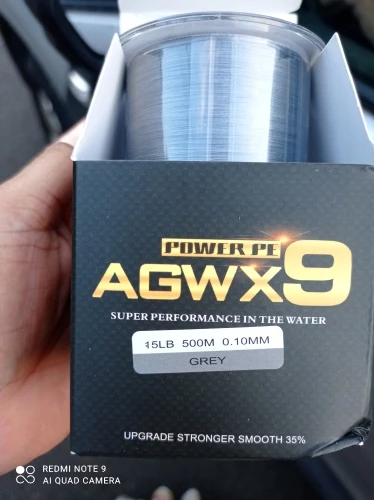 POWER PE
AGWX9
SUPER PERFORMANCE IN THE WATER
15LB 500M 0.10MM
GREY
UPGRADE STRONGER SMOOTH 35%
REDMI NOTE 9
AI QUAD CAMERA